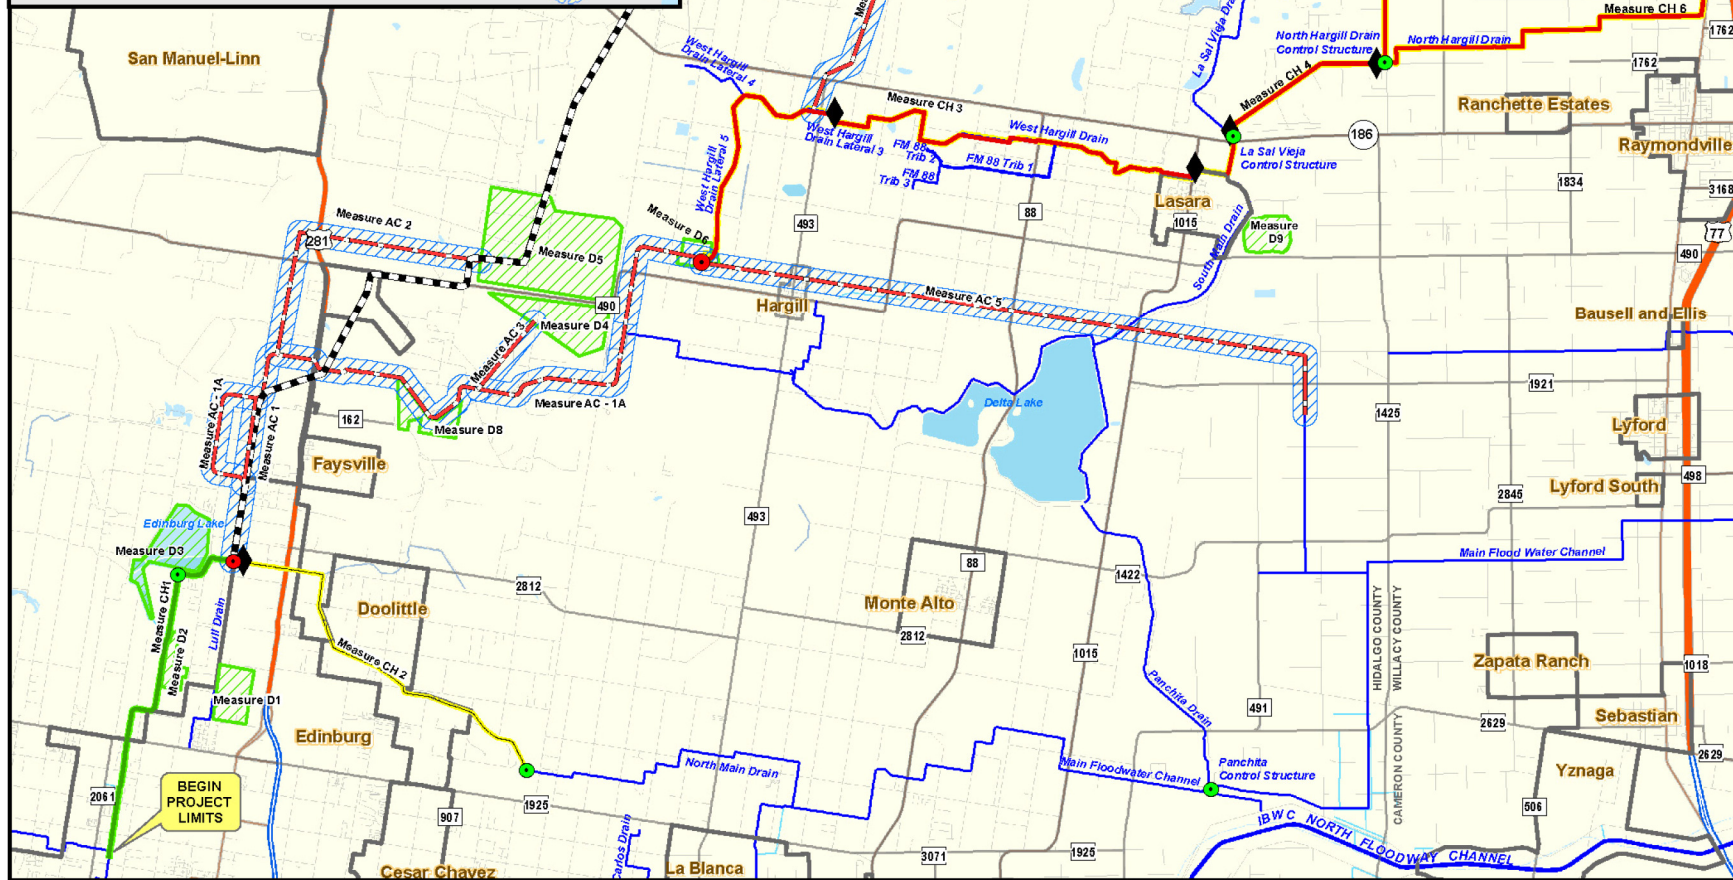 Me
Measure CH 6
1762
San Manuel-Linn
West Hargill
Drain Lateral 4
La Sal Vieja Drain
North Hargill Drain
Control Structure
North Hargill Drain
1762
Measure CH 4
Measure CH 3
Ranchette Estates
West Hargill
Drain Lateral 3
West Hargill Drain
186
West Hargill
Drain Lateral 5
FM 88
Trib 2
FM 88 Trib 1
FM 88
Trib 3
La Sal Vieja
Control Structure
Raymondville
1834
3168
Lasara
1015
Measure AC 2
281
Measure D6
493
88
Measure
D9
77
490
Measure D5
South Main Drain
490
Hargill
Measure AC 5
Measure D4
Bausell and Ellis
Measure AC 3
Measure AC - 1A
Measure AC - 1A
Measure AC 1
162
Measure D8
Delta Lake
1921
1425
Lyford
Faysville
498
Lyford South
2845
493
Edinburg Lake
Measure D3
Main Flood Water Channel
88
1422
2812
Monte Alto
Doolittle
Measure CH1
Measure D2
Lull Drain
2812
HIDALGO COUNTY
WILLACY COUNTY
Measure CH 2
1015
Zapata Ranch
1018
Panchita Drain
Measure D1
491
2629
Sebastian
Edinburg
CAMERON COUNTY
2629
North Main Drain
Main Floodwater Channel
Panchita
Control Structure
Yznaga
BEGIN
PROJECT
LIMITS
2061
1925
907
506
IBWC NORTH FLOODWAY CHANNEL
Carlos Drain
3071
1925
Cesar Chavez
La Blanca